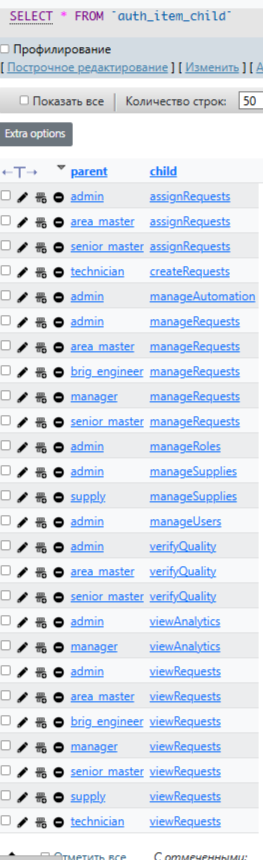 SELECT * FROM `auth_item_child`
Профилирование
[ Построчное редактирование ] [ Изменить ] [
Показать все Количество строк: 50
Extra options
←T→ parent child
admin assignRequests
area_master assignRequests
senior_master assignRequests
technician createRequests
admin manageAutomation
admin manageRequests
area_master manageRequests
brig_engineer manageRequests
manager manageRequests
senior_master manageRequests
admin manageRoles
admin manageSupplies
supply manageSupplies
admin manageUsers
admin verifyQuality
area_master verifyQuality
senior_master verifyQuality
admin viewAnalytics
manager viewAnalytics
admin viewRequests
area_master viewRequests
brig_engineer viewRequests
manager viewRequests
senior_master viewRequests
supply viewRequests
technician viewRequests
Отметить все С отмеченными: